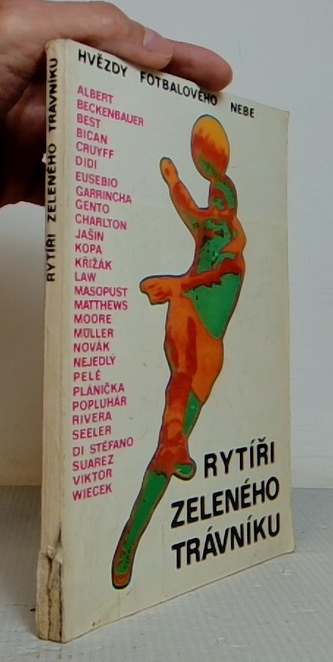 RYTÍŘI ZELENÉHO TRÁVNÍKU
HVĚZDY FOTBALOVÉHO NEBE
ALBERT
BECKENBAUER
BEST
BICAN
CRUYFF
DIDI
EUSEBIO
GARRINCHA
GENTO
CHARLTON
JAŠIN
KOPA
KŘIŽÁK
LAW
MASOPUST
MATTHEWS
MOORE
MÜLLER
NOVÁK
NEJEDLÝ
PELÉ
PLÁNIČKA
POPLUHÁR
RIVERA
SEELER
DI STÉFANO
SUAREZ
VIKTOR
WIECEK
RYTÍŘI
ZELENÉHO
TRÁVNÍKU